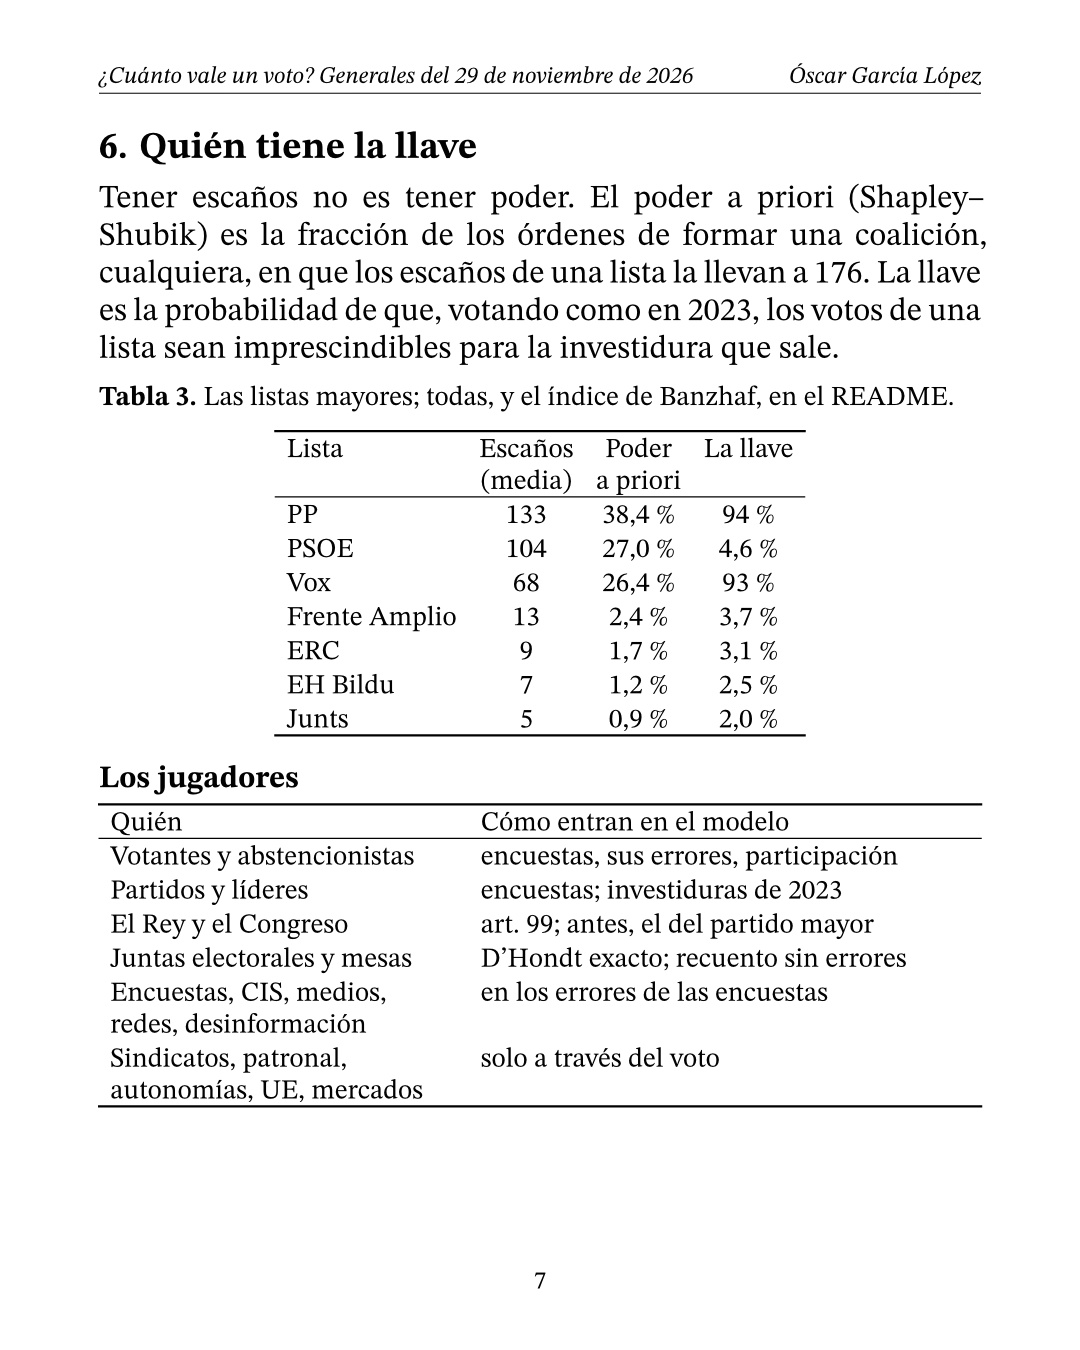 ¿Cuánto vale un voto? Generales del 29 de noviembre de 2026 Óscar García López
6. Quién tiene la llave
Tener escaños no es tener poder. El poder a priori (Shapley–
Shubik) es la fracción de los órdenes de formar una coalición,
cualquiera, en que los escaños de una lista la llevan a 176. La llave
es la probabilidad de que, votando como en 2023, los votos de una
lista sean imprescindibles para la investidura que sale.
Tabla 3. Las listas mayores; todas, y el índice de Banzhaf, en el README.
Lista Escaños Poder La llave
(media) a priori
PP 133 38,4 % 94 %
PSOE 104 27,0 % 4,6 %
Vox 68 26,4 % 93 %
Frente Amplio 13 2,4 % 3,7 %
ERC 9 1,7 % 3,1 %
EH Bildu 7 1,2 % 2,5 %
Junts 5 0,9 % 2,0 %
Los jugadores
Quién Cómo entran en el modelo
Votantes y abstencionistas encuestas, sus errores, participación
Partidos y líderes encuestas; investiduras de 2023
El Rey y el Congreso art. 99; antes, el del partido mayor
Juntas electorales y mesas D’Hondt exacto; recuento sin errores
Encuestas, CIS, medios, en los errores de las encuestas
redes, desinformación
Sindicatos, patronal, solo a través del voto
autonomías, UE, mercados
7